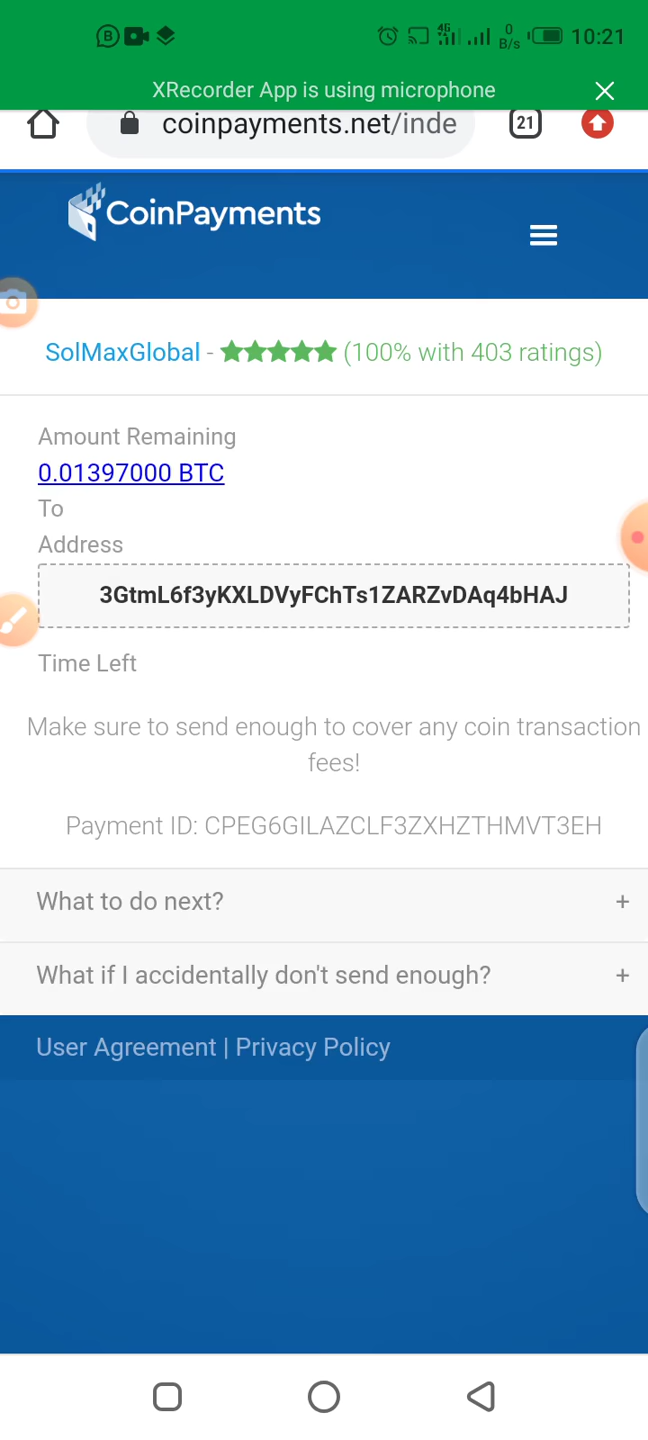 4G
0
B/s
10:21
XRecorder App is using microphone
coinpayments.net/inde
21
CoinPayments
SolMaxGlobal - ★★★★★ (100% with 403 ratings)
Amount Remaining
0.01397000 BTC
To
Address
3GtmL6f3yKXLDVyFChTs1ZARZvDAq4bHAJ
Time Left
Make sure to send enough to cover any coin transaction
fees!
Payment ID: CPEG6GILAZCLF3ZXHZTHMVT3EH
What to do next? +
What if I accidentally don't send enough? +
User Agreement | Privacy Policy